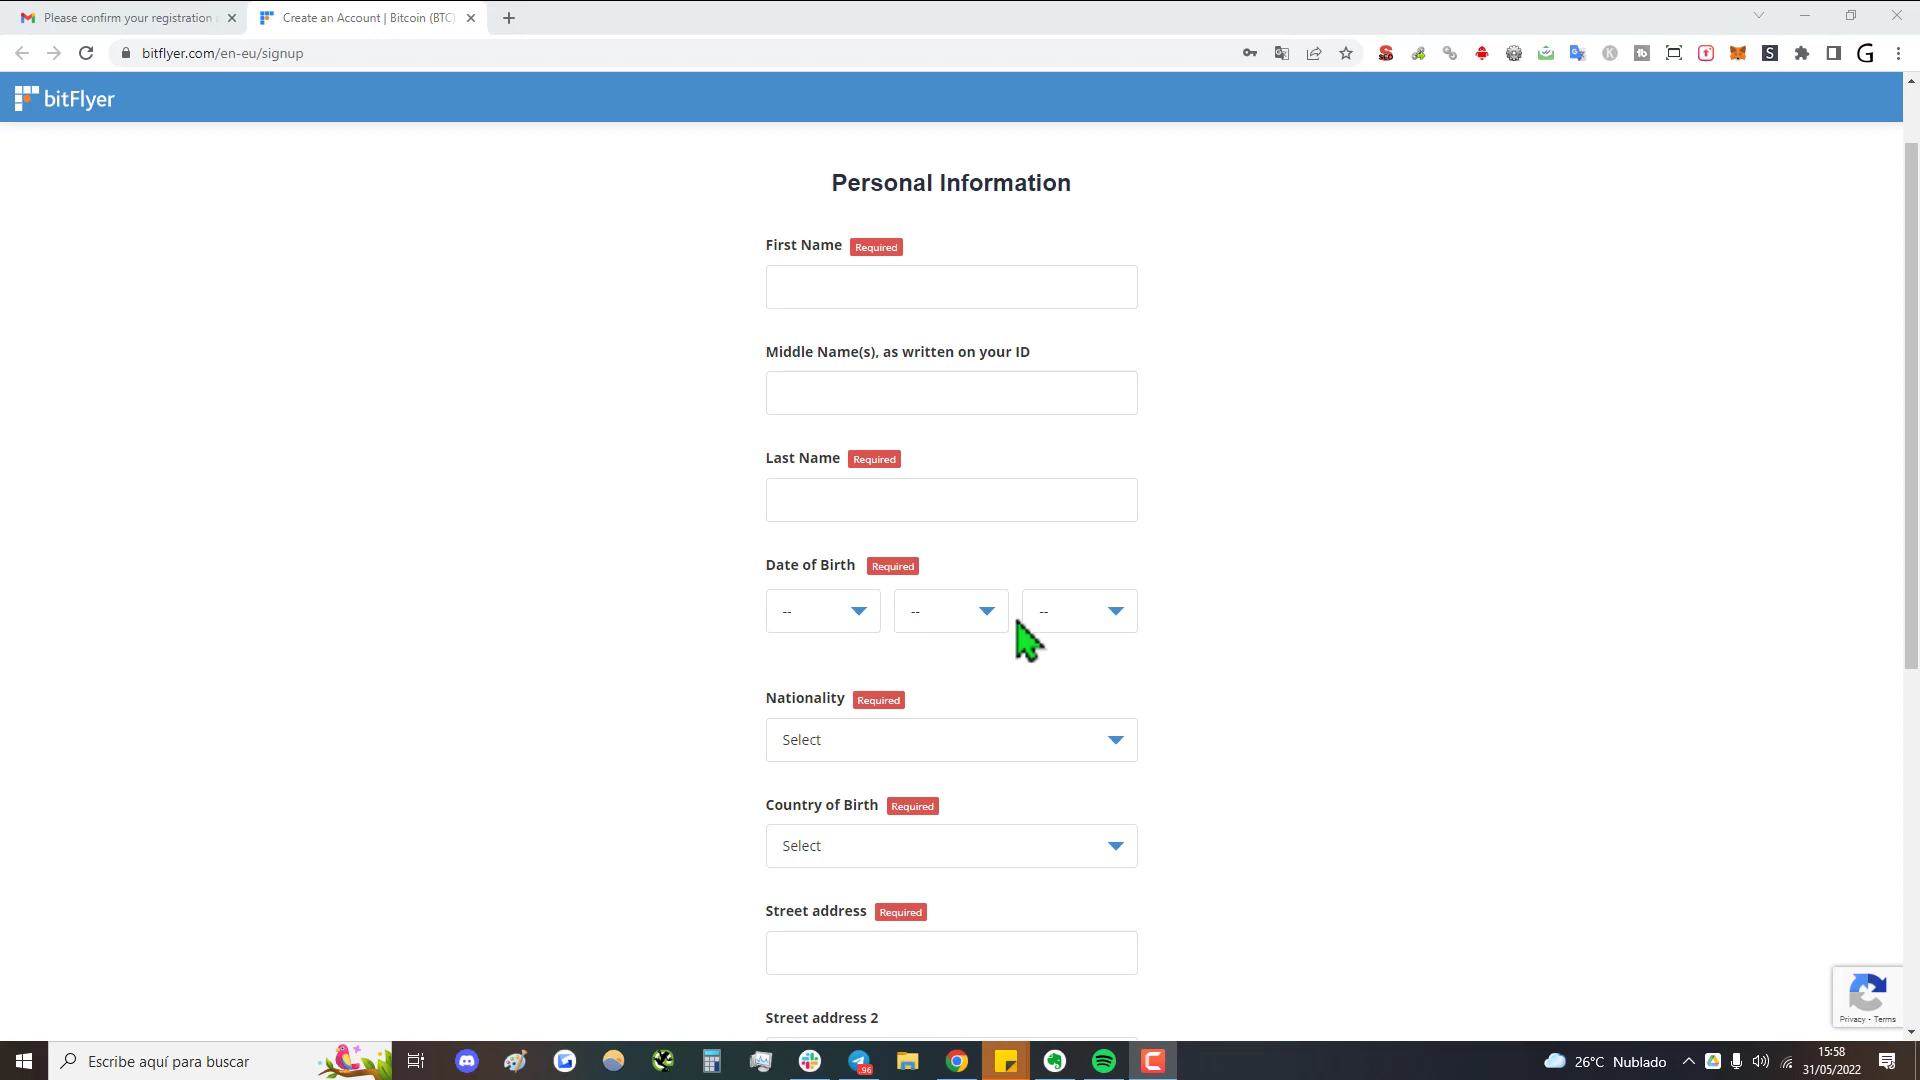 Please confirm your registration
Create an Account | Bitcoin (BTC)
bitflyer.com/en-eu/signup
bitFlyer
Personal Information
First Name Required
Middle Name(s), as written on your ID
Last Name Required
Date of Birth Required
-- -- --
Nationality Required
Select
Country of Birth Required
Select
Street address Required
Street address 2
Privacy - Terms
Escribe aquí para buscar
96
26°C Nublado
15:58
31/05/2022